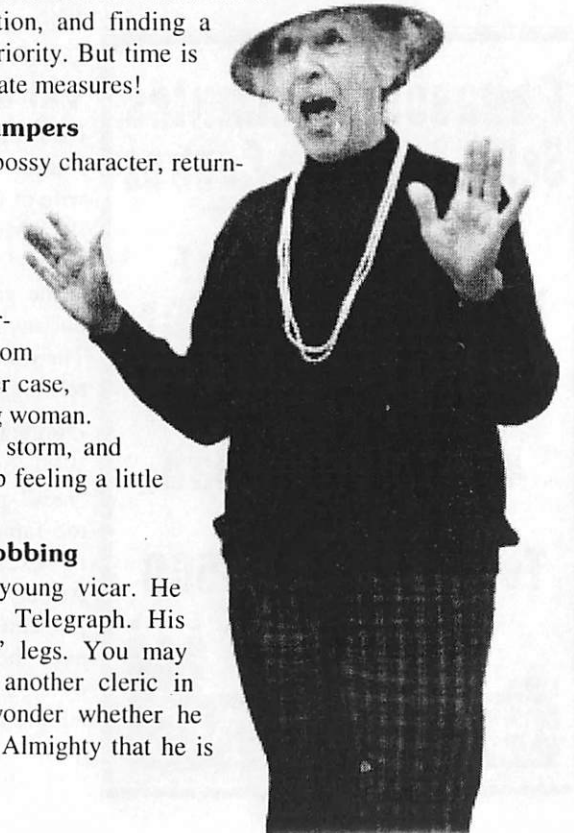 tion, and finding a
riority. But time is
ate measures!
mpers
bossy character, return-
r-
om
er case,
g woman.
storm, and
p feeling a little
obbing
young vicar. He
Telegraph. His
' legs. You may
another cleric in
wonder whether he
Almighty that he is